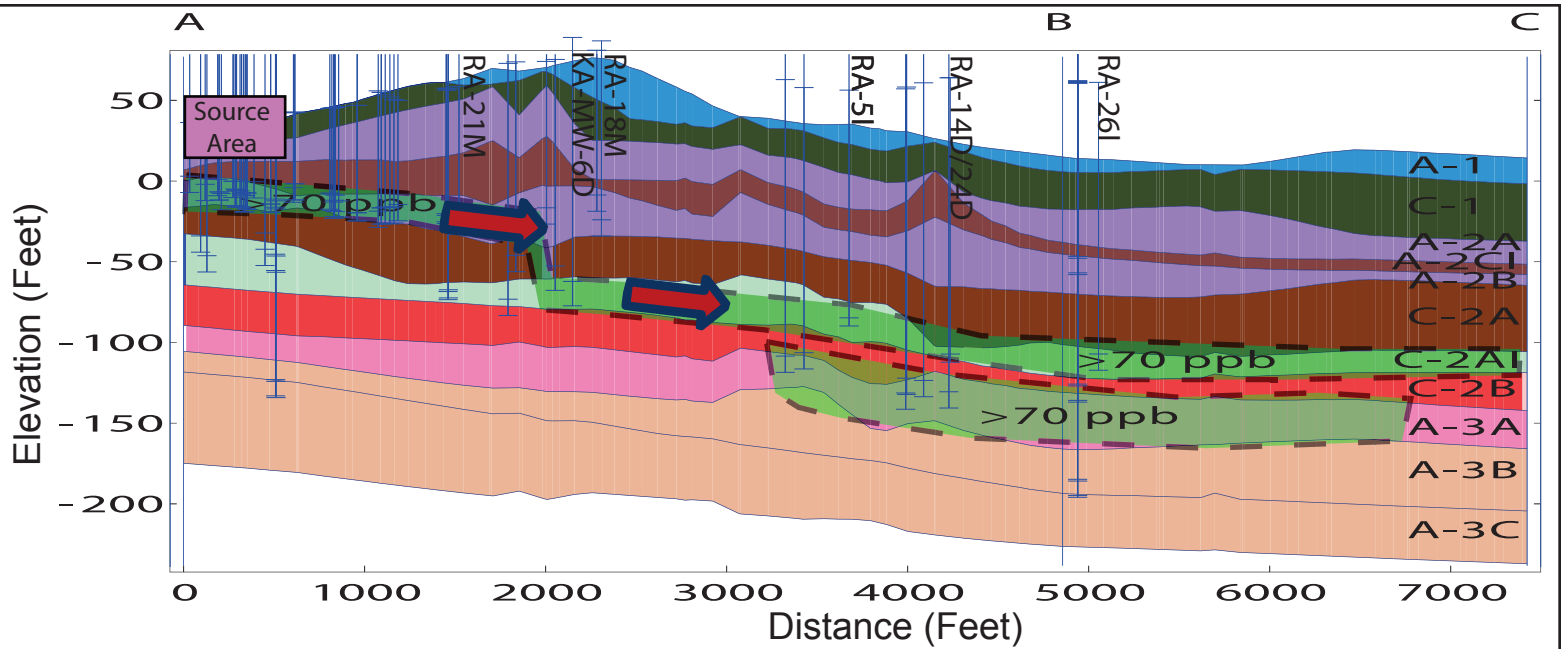 A B C
Elevation (Feet)
50
0
-50
-100
-150
-200
Source
Area
RA-21M
KA-MW-6D
RA-18M
RA-5I
RA-14D/24D
RA-26I
>70 ppb
>70 ppb
>70 ppb
A-1
C-1
A-2A
A-2CI
A-2B
C-2A
C-2AI
C-2B
A-3A
A-3B
A-3C
0 1000 2000 3000 4000 5000 6000 7000
Distance (Feet)